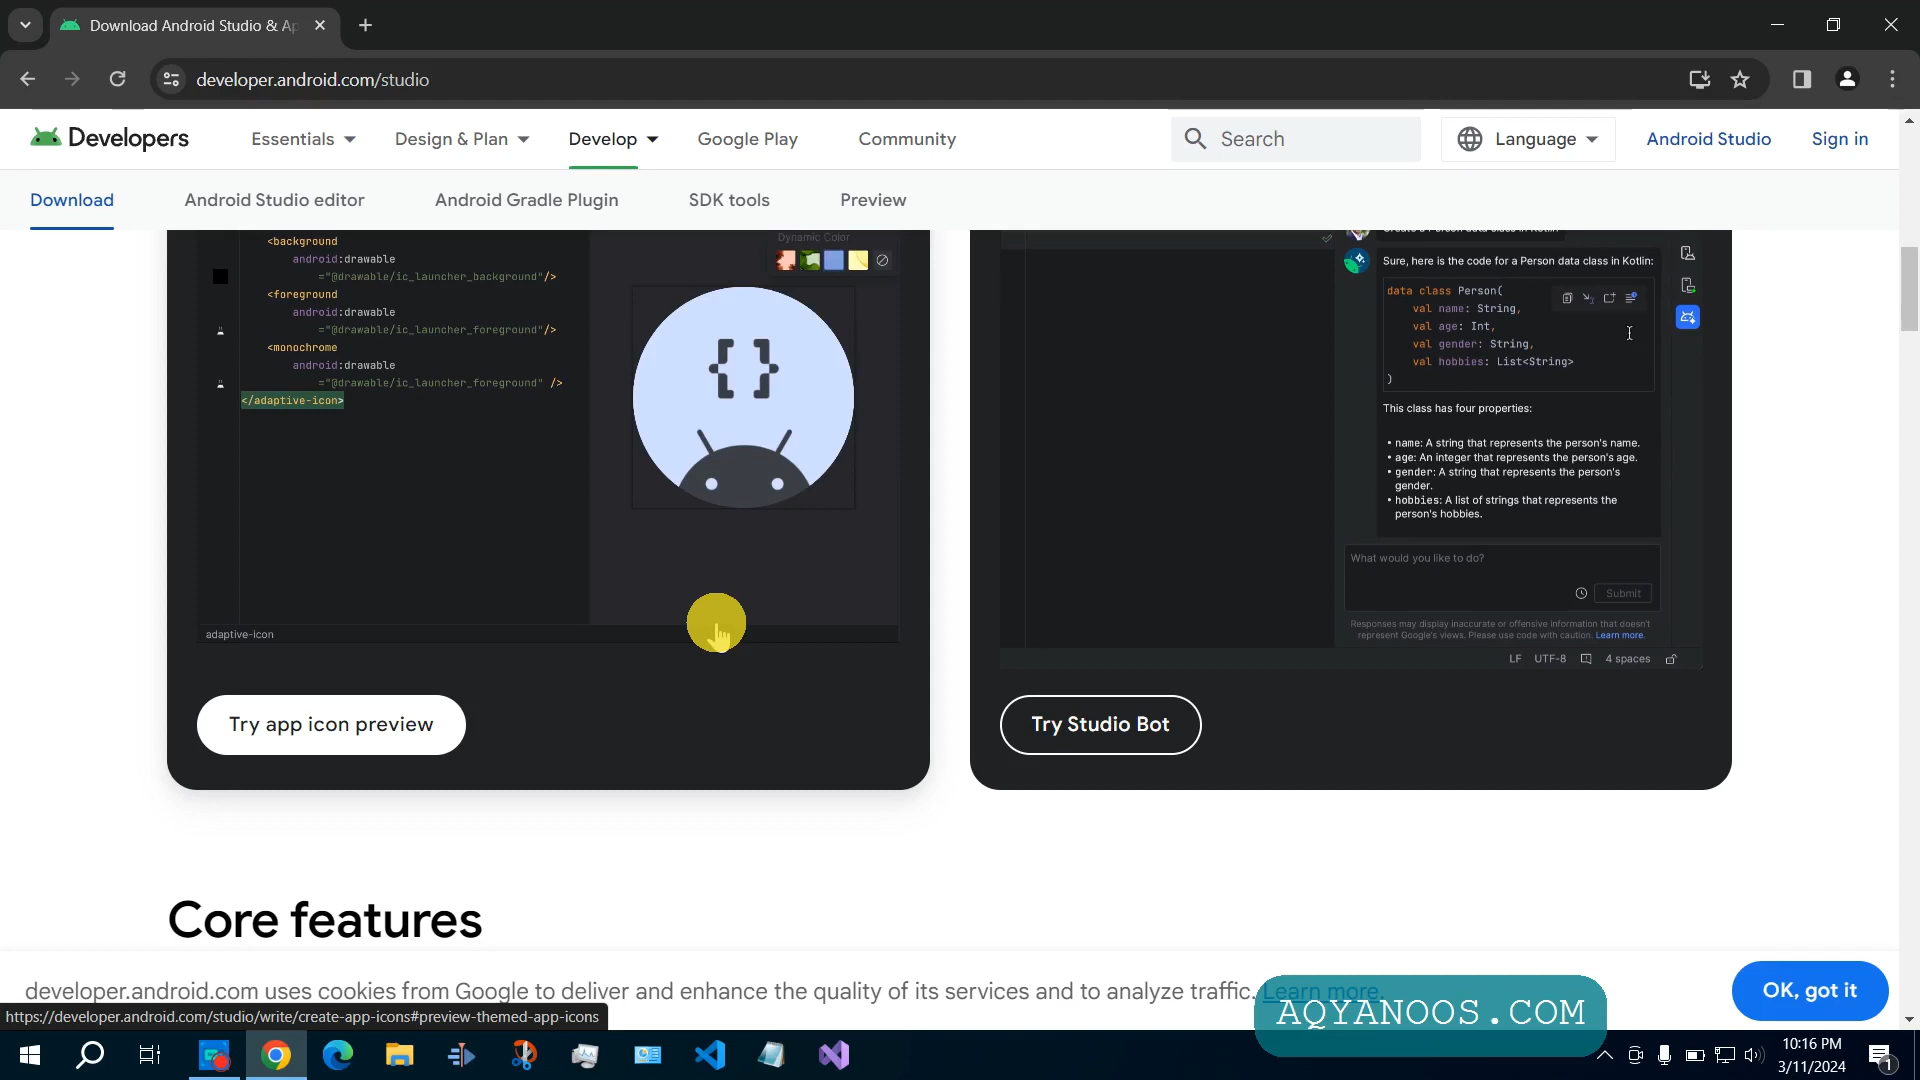 Download Android Studio & Ap
developer.android.com/studio
Developers
Essentials
Design & Plan
Develop
Google Play
Community
Search
Language
Android Studio
Sign in
Download
Android Studio editor
Android Gradle Plugin
SDK tools
Preview
<background
android:drawable
="@drawable/ic_launcher_background"/>
<foreground
android:drawable
="@drawable/ic_launcher_foreground"/>
<monochrome
android:drawable
="@drawable/ic_launcher_foreground" />
</adaptive-icon>
Dynamic Color
{ }
adaptive-icon
Try app icon preview
Create a Person data class in Kotlin
Sure, here is the code for a Person data class in Kotlin:
data class Person(
val name: String,
val age: Int,
val gender: String,
val hobbies: List<String>
)
This class has four properties:
• name: A string that represents the person's name.
• age: An integer that represents the person's age.
• gender: A string that represents the person's
gender.
• hobbies: A list of strings that represents the
person's hobbies.
What would you like to do?
Submit
Responses may display inaccurate or offensive information that doesn't
represent Google's views. Please use code with caution. Learn more.
LF UTF-8 4 spaces
Try Studio Bot
Core features
developer.android.com uses cookies from Google to deliver and enhance the quality of its services and to analyze traffic. Learn more.
OK, got it
https://developer.android.com/studio/write/create-app-icons#preview-themed-app-icons
AQYANOOS.COM
10:16 PM
3/11/2024
1